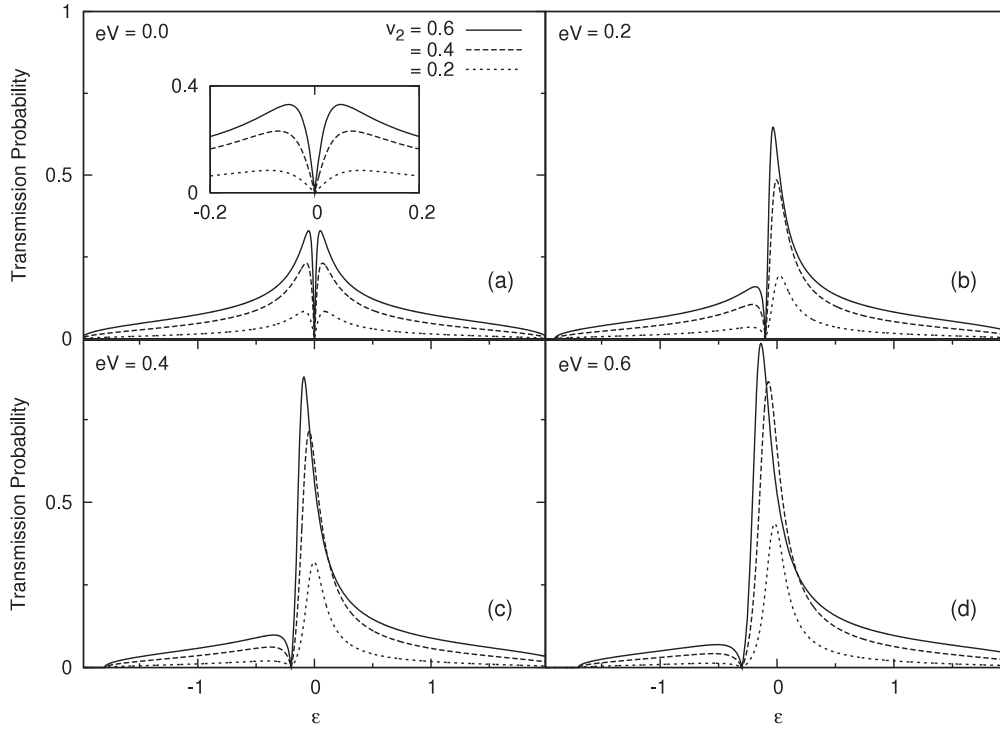 1
eV = 0.0
v2 = 0.6
= 0.4
= 0.2
eV = 0.2
0.4
0
-0.2
0
0.2
Transmission Probability
0.5
(a)
(b)
0
eV = 0.4
eV = 0.6
Transmission Probability
0.5
(c)
(d)
0
-1
0
1
-1
0
1
ε
ε